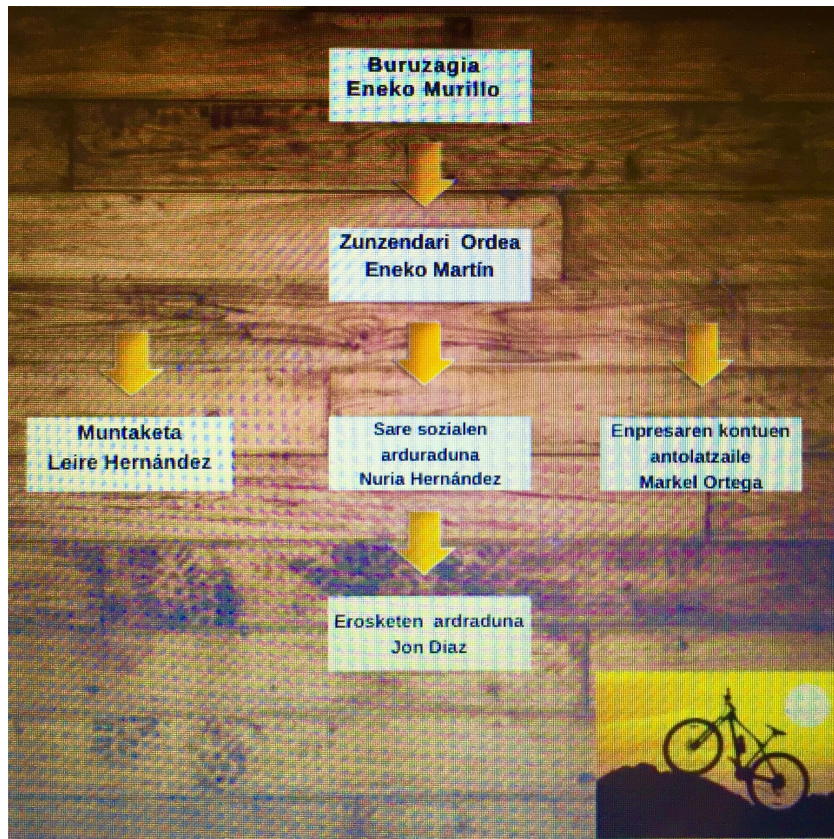 Buruzagia
Eneko Murillo
Zunzendari Ordea
Eneko Martín
Muntaketa
Leire Hernández
Sare sozialen
arduraduna
Nuria Hernández
Enpresaren kontuen
antolatzaile
Markel Ortega
Erosketen ardraduna
Jon Diaz